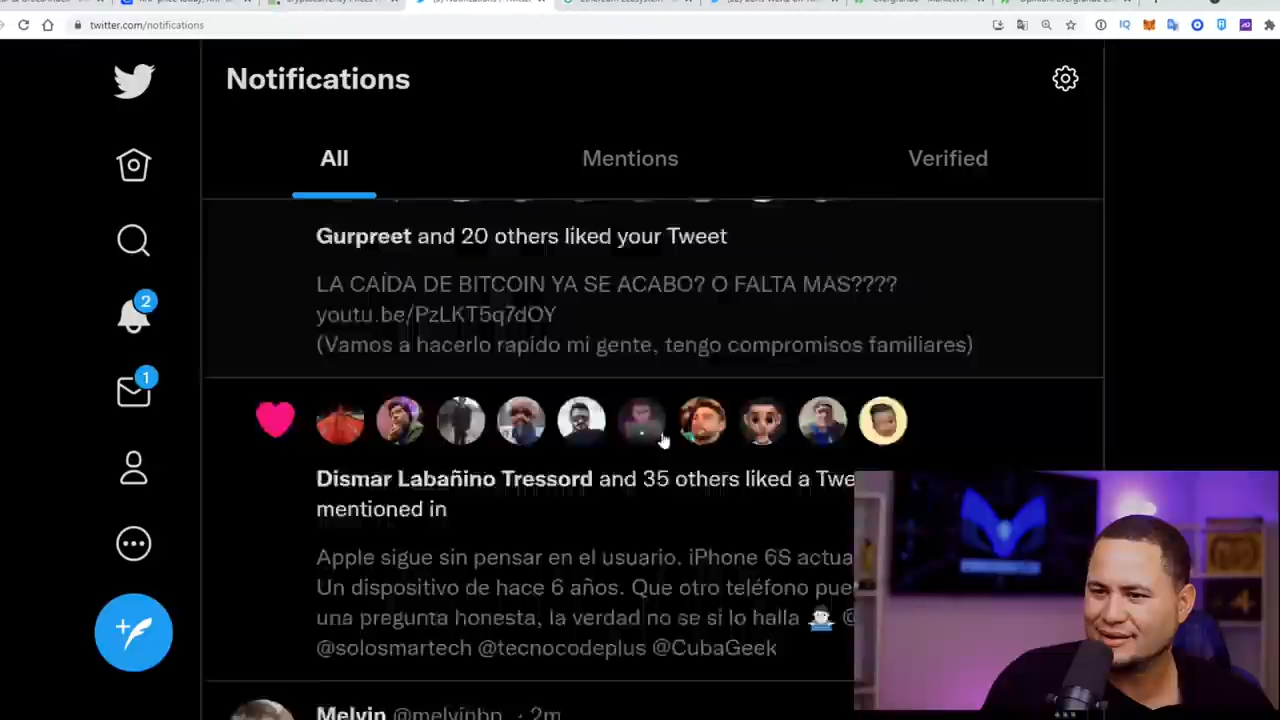 twitter.com/notifications
Notifications
All
Mentions
Verified
Gurpreet and 20 others liked your Tweet
LA CAÍDA DE BITCOIN YA SE ACABO? O FALTA MAS????
youtu.be/PzLKT5q7dOY
(Vamos a hacerlo rapido mi gente, tengo compromisos familiares)
2
1
Dismar Labañino Tressord and 35 others liked a
mentioned in
Apple sigue sin pensar en el usuario. iPhone 6S
Un dispositivo de hace 6 años. Que otro teléfono
una pregunta honesta, la verdad no se si lo halla
@solosmartech @tecnocodeplus @CubaGeek
Melvin @melvinbp · 2m